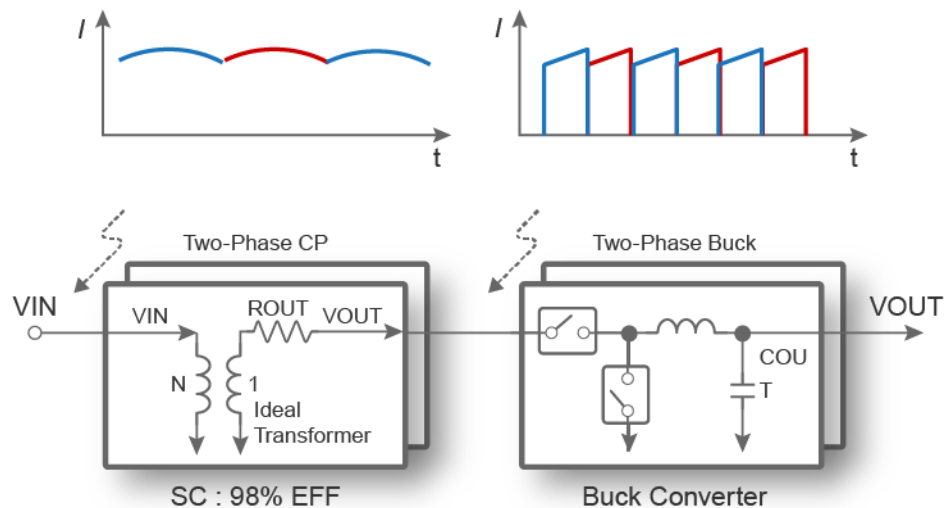 I
t
I
t
Two-Phase CP
Two-Phase Buck
VIN
VIN
ROUT
VOUT
VOUT
N
1
Ideal
Transformer
COU
T
SC : 98% EFF
Buck Converter